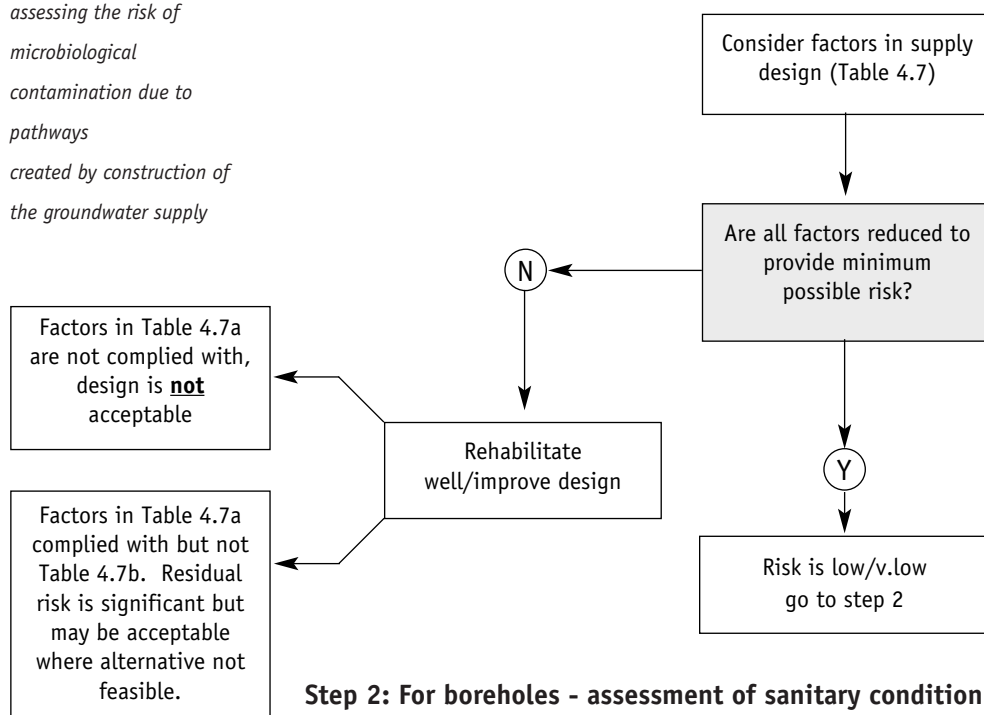 assessing the risk of
microbiological
contamination due to
pathways
created by construction of
the groundwater supply
Consider factors in supply
design (Table 4.7)
Are all factors reduced to
provide minimum
possible risk?
N
Y
Factors in Table 4.7a
are not complied with,
design is not
acceptable
Rehabilitate
well/improve design
Factors in Table 4.7a
complied with but not
Table 4.7b. Residual
risk is significant but
may be acceptable
where alternative not
feasible.
Risk is low/v.low
go to step 2
Step 2: For boreholes - assessment of sanitary condition